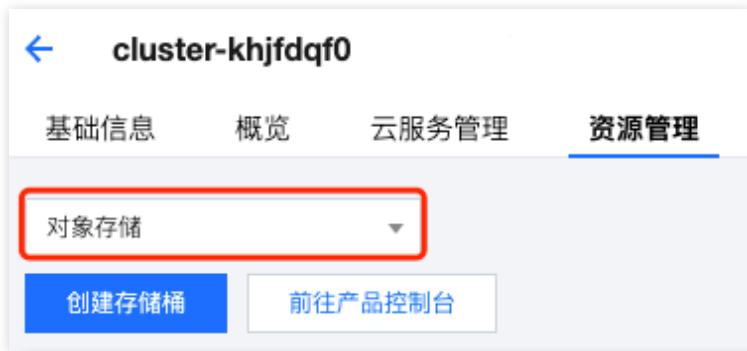 cluster-khjfdqf0
基础信息 概览 云服务管理 资源管理
对象存储
创建存储桶 前往产品控制台